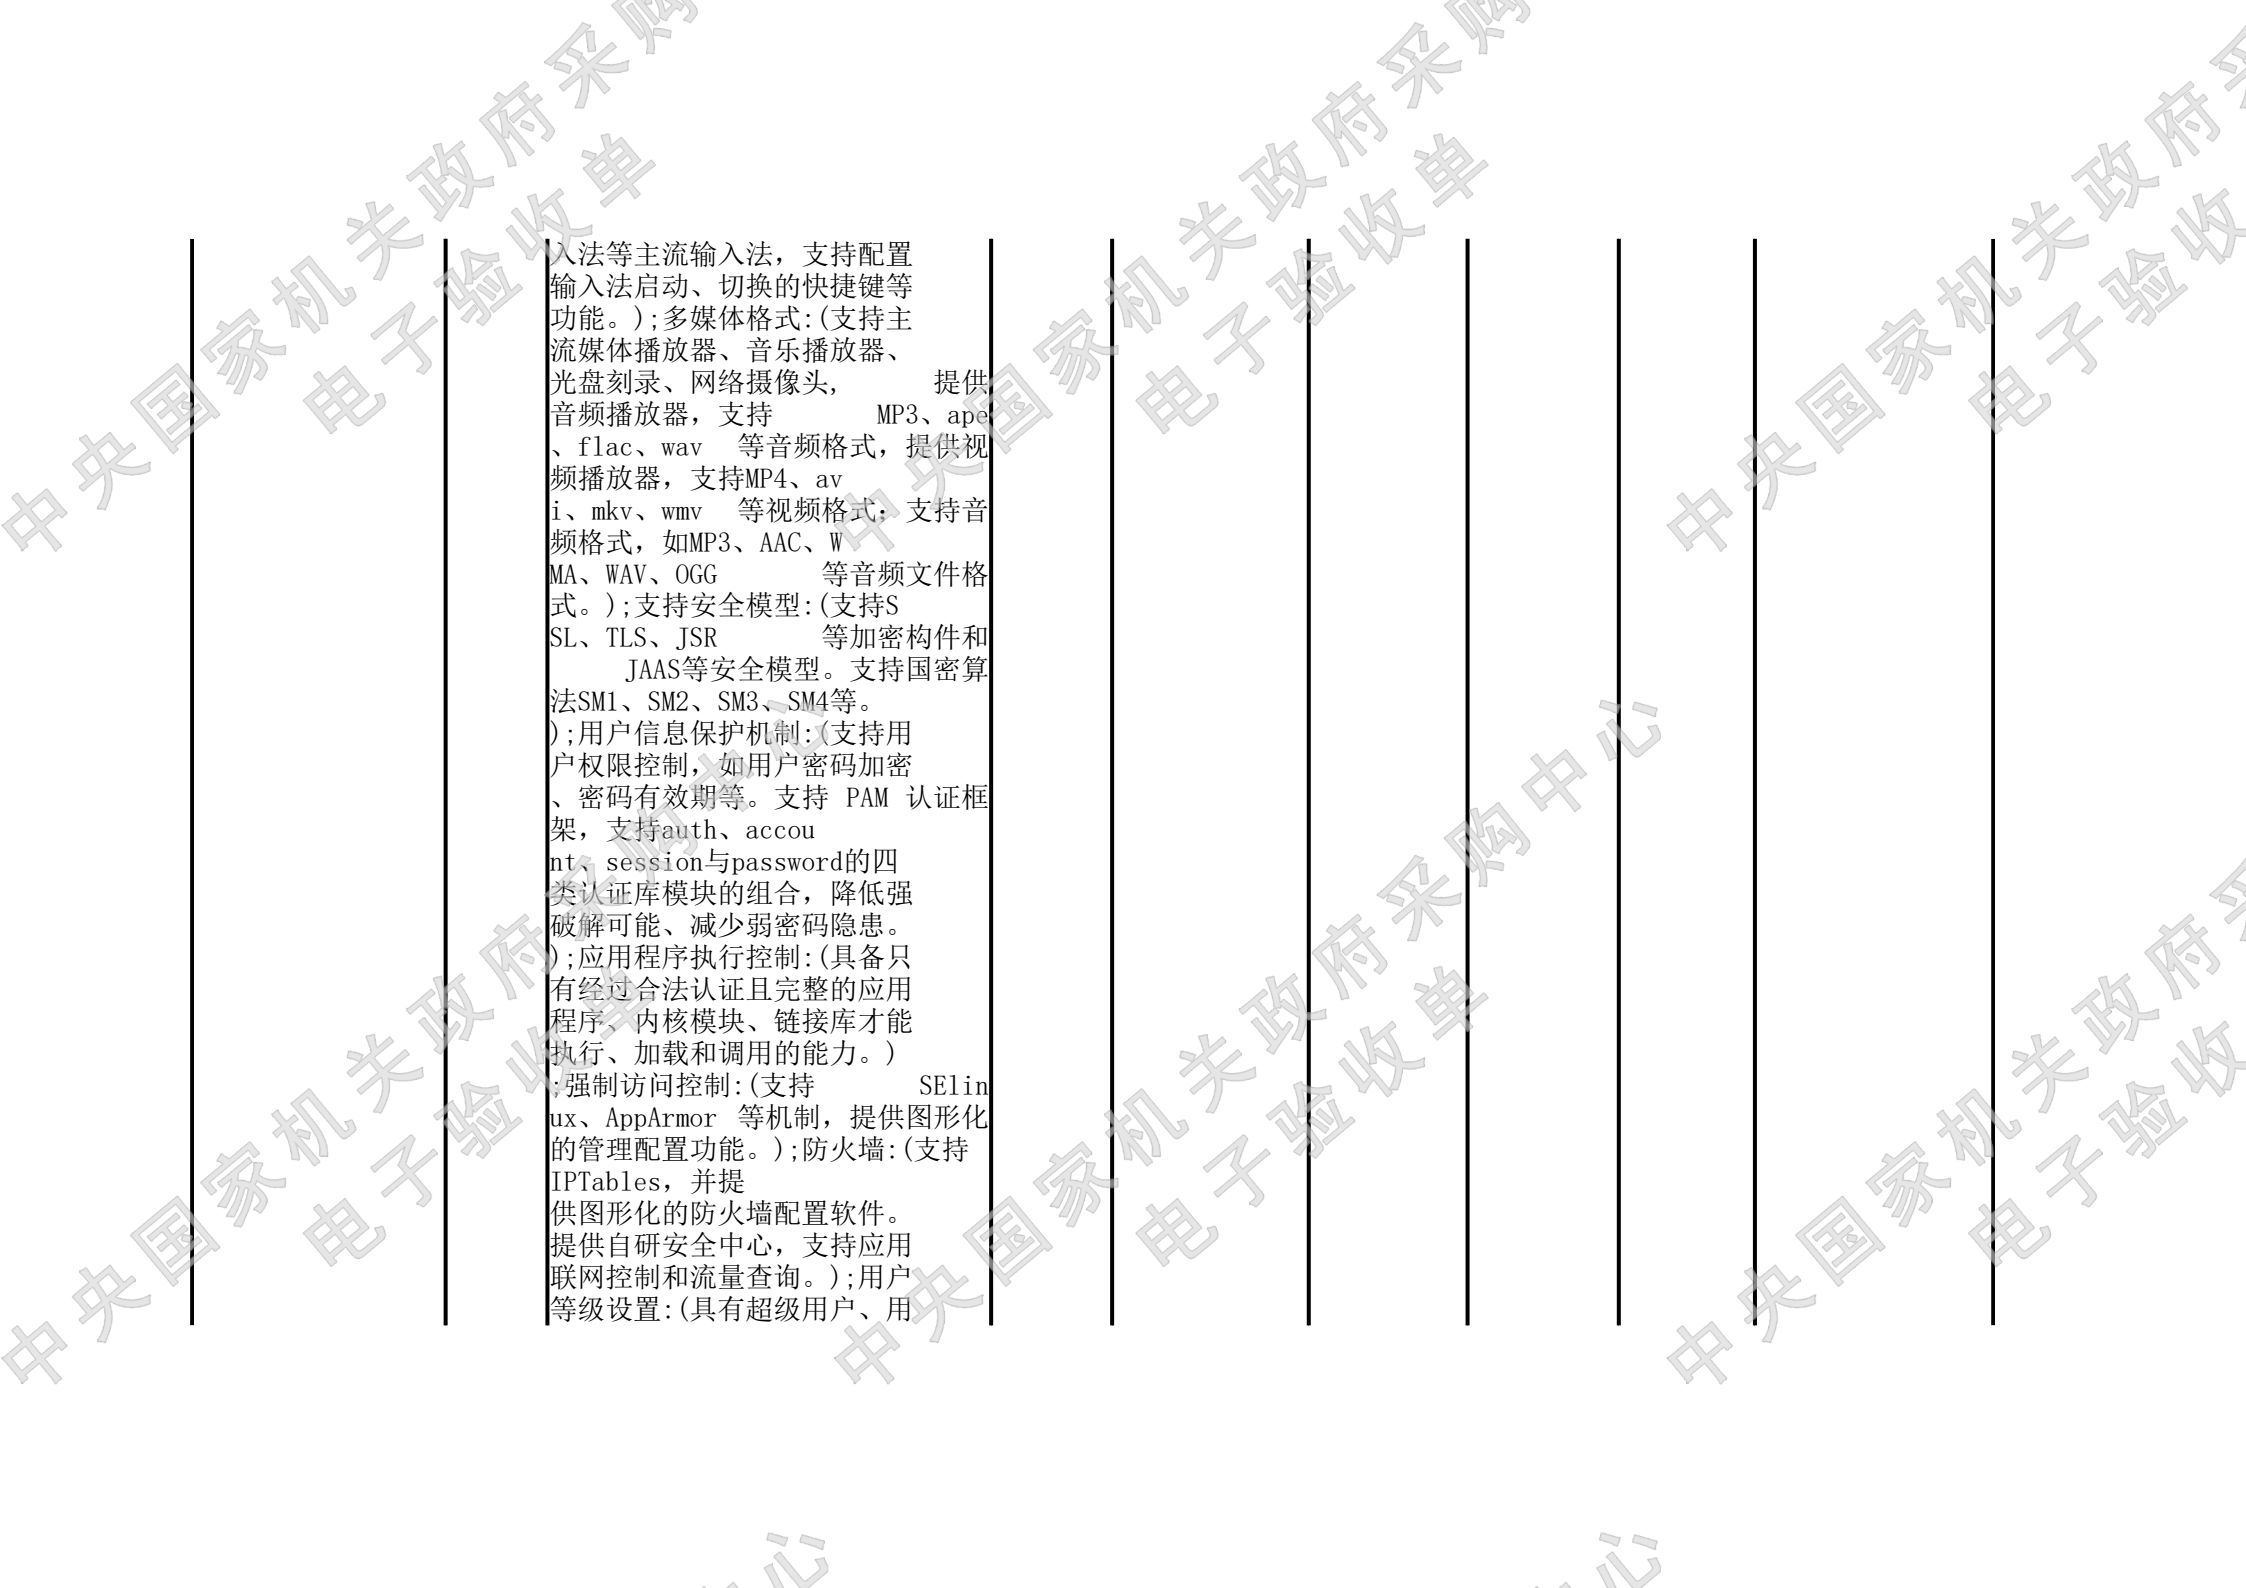 入法等主流输入法，支持配置
输入法启动、切换的快捷键等
功能。);多媒体格式:(支持主
流媒体播放器、音乐播放器、
光盘刻录、网络摄像头, 提供
音频播放器，支持 MP3、ape
、flac、wav 等音频格式，提供视
频播放器，支持MP4、av
i、mkv、wmv 等视频格式；支持音
频格式，如MP3、AAC、W
MA、WAV、OGG 等音频文件格
式。);支持安全模型:(支持S
SL、TLS、JSR 等加密构件和
JAAS等安全模型。支持国密算
法SM1、SM2、SM3、SM4等。
);用户信息保护机制:(支持用
户权限控制，如用户密码加密
、密码有效期等。支持 PAM 认证框
架，支持auth、accou
nt、session与password的四
类认证库模块的组合，降低强
破解可能、减少弱密码隐患。
);应用程序执行控制:(具备只
有经过合法认证且完整的应用
程序、内核模块、链接库才能
执行、加载和调用的能力。)
;强制访问控制:(支持 SElin
ux、AppArmor 等机制，提供图形化
的管理配置功能。);防火墙:(支持
IPTables，并提
供图形化的防火墙配置软件。
提供自研安全中心，支持应用
联网控制和流量查询。);用户
等级设置:(具有超级用户、用
中央国家机关政府采购中心
电子验收单